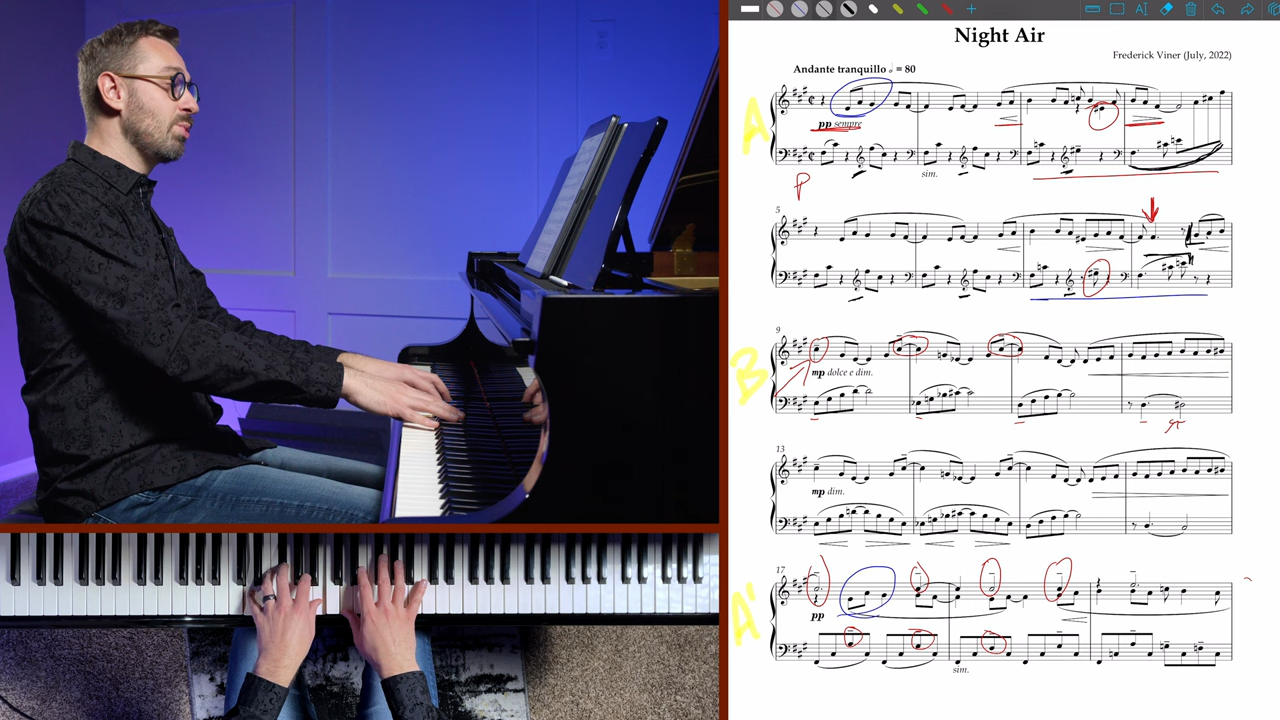 Night Air
Frederick Viner (July, 2022)
Andante tranquillo 𝅗𝅥 = 80
A
pp sempre
sim.
P
5
9
B
mp dolce e dim.
13
mp dim.
17
A'
pp
sim.